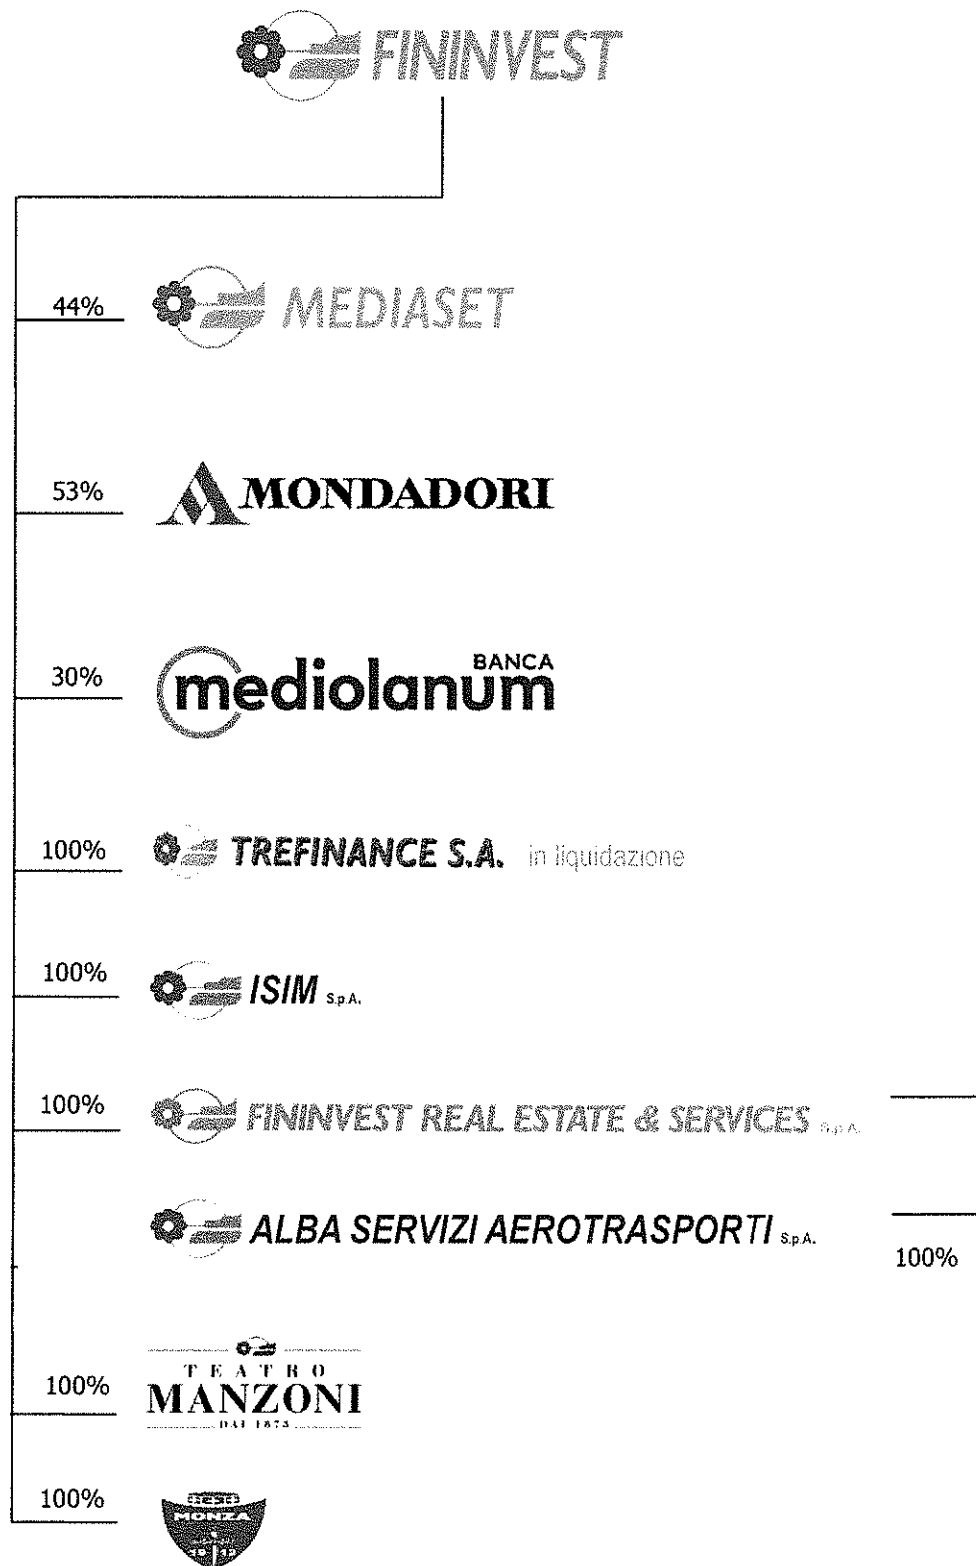 FININVEST
44%
MEDIASET
53%
MONDADORI
30%
BANCA
mediolanum
100%
TREFINANCE S.A. in liquidazione
100%
ISIM S.p.A.
100%
FININVEST REAL ESTATE & SERVICES S.p.A.
ALBA SERVIZI AEROTRASPORTI S.p.A.
100%
TEATRO
100%
MANZONI
DAL 1873
100%
MONZA
1912